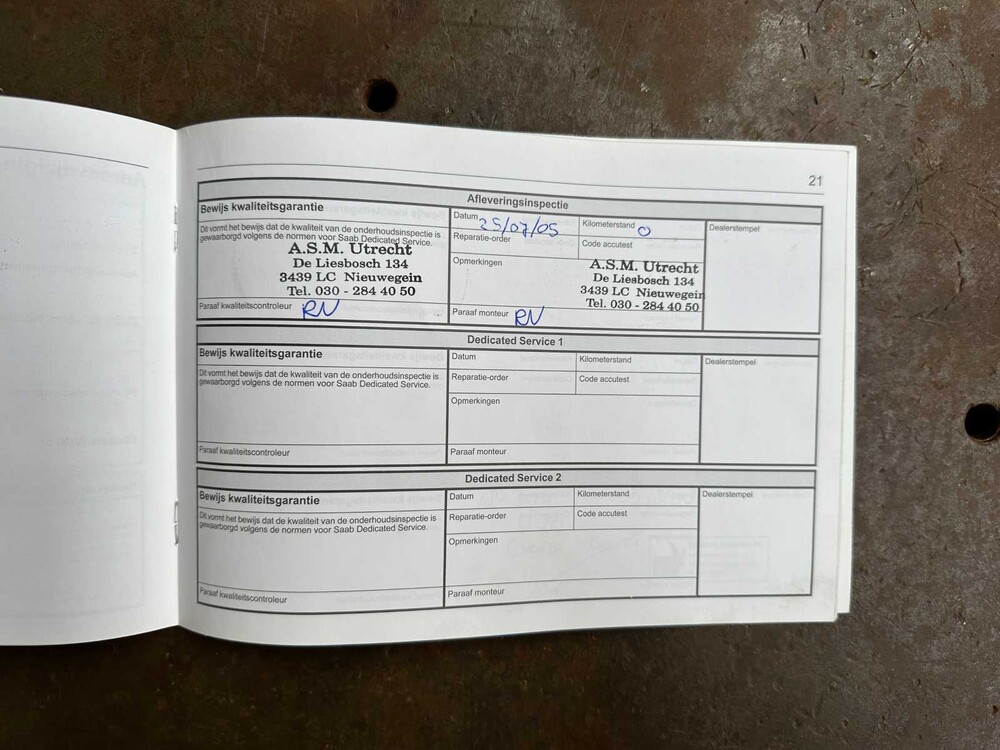 21
Afleveringsinspectie
Bewijs kwaliteitsgarantie
Dit vormt het bewijs dat de kwaliteit van de onderhoudsinspectie is
gewaarborgd volgens de normen voor Saab Dedicated Service.
A.S.M. Utrecht
De Liesbosch 134
3439 LC Nieuwegein
Tel. 030 - 284 40 50
Paraaf kwaliteitscontroleur RN
Datum 25/07/05
Kilometerstand 0
Reparatie-order
Code accutest
Opmerkingen
A.S.M. Utrecht
De Liesbosch 134
3439 LC Nieuwegein
Tel. 030 - 284 40 50
Paraaf monteur RN
Dealerstempel
Dedicated Service 1
Bewijs kwaliteitsgarantie
Dit vormt het bewijs dat de kwaliteit van de onderhoudsinspectie is
gewaarborgd volgens de normen voor Saab Dedicated Service.
Paraaf kwaliteitscontroleur
Datum
Kilometerstand
Reparatie-order
Code accutest
Opmerkingen
Paraaf monteur
Dealerstempel
Dedicated Service 2
Bewijs kwaliteitsgarantie
Dit vormt het bewijs dat de kwaliteit van de onderhoudsinspectie is
gewaarborgd volgens de normen voor Saab Dedicated Service.
Paraaf kwaliteitscontroleur
Datum
Kilometerstand
Reparatie-order
Code accutest
Opmerkingen
Paraaf monteur
Dealerstempel